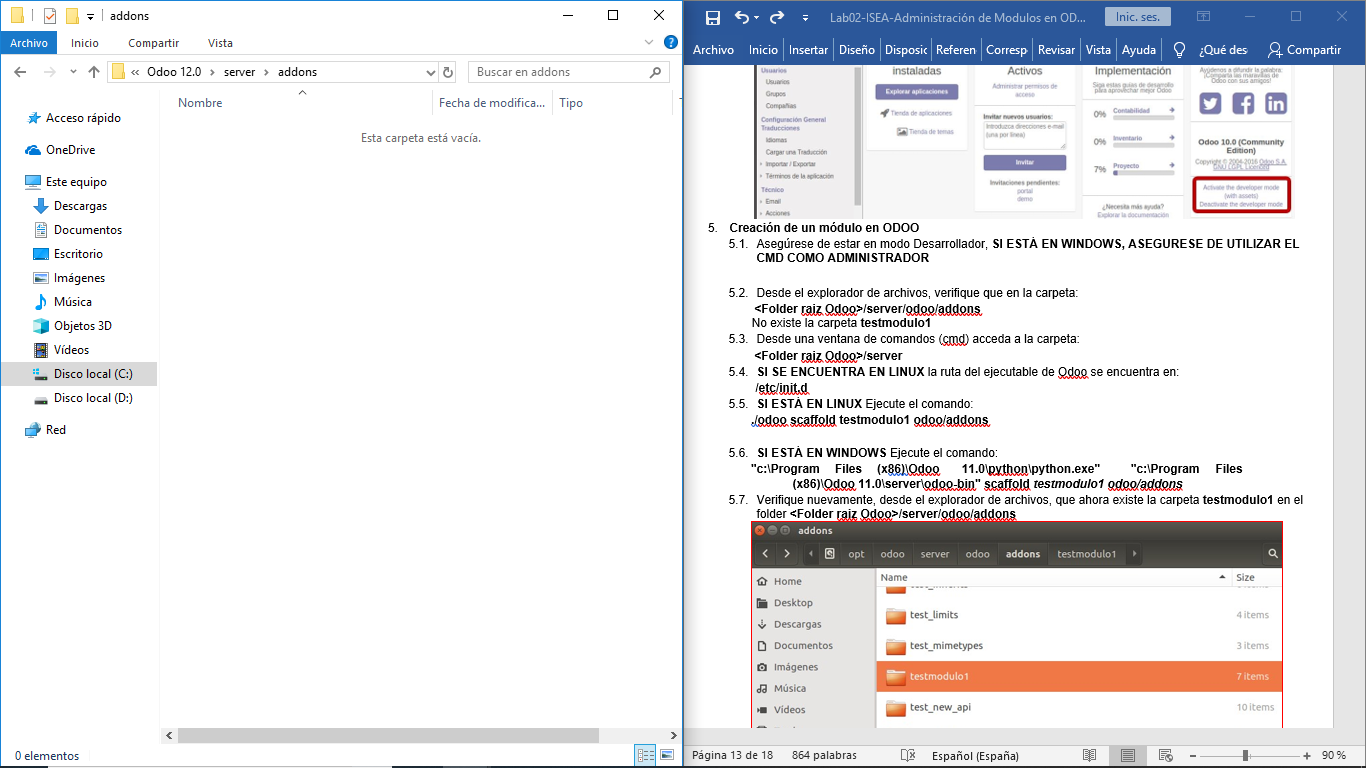 addons
Archivo Inicio Compartir Vista
« Odoo 12.0 › server › addons
Buscar en addons
Nombre Fecha de modifica... Tipo
Esta carpeta está vacía.
Acceso rápido
OneDrive
Este equipo
Descargas
Documentos
Escritorio
Imágenes
Música
Objetos 3D
Vídeos
Disco local (C:)
Disco local (D:)
Red
0 elementos
Lab02-ISEA-Administración de Modulos en OD... Inic. ses.
Archivo Inicio Insertar Diseño Disposic Referen Corresp Revisar Vista Ayuda ¿Qué des Compartir
Usuarios
Usuarios
Grupos
Compañías
Configuración General
Traducciones
Idiomas
Cargar una Traducción
Importar / Exportar
Términos de la aplicación
Técnico
Email
Acciones
instaladas
Explorar aplicaciones
Tienda de aplicaciones
Tienda de temas
Activos
Administrar permisos de
acceso
Invitar nuevos usuarios:
Introduzca direcciones e-mail
(una por línea)
Invitar
Invitaciones pendientes:
portal
demo
Implementación
Siga estas guías de desarrollo
para aprovechar mejor Odoo
0% Contabilidad
0% Inventario
7% Proyecto
¿Necesita más ayuda?
Explorar la documentación
Ayúdenos a difundir la palabra:
¡Comparta las maravillas de
Odoo con sus amigos!
Odoo 10.0 (Community
Edition)
Copyright © 2004-2016 Odoo S.A.
GNU LGPL Licensed
Activate the developer mode
(with assets)
Deactivate the developer mode
5. Creación de un módulo en ODOO
5.1. Asegúrese de estar en modo Desarrollador, SI ESTÀ EN WINDOWS, ASEGURESE DE UTILIZAR EL
CMD COMO ADMINISTRADOR
5.2. Desde el explorador de archivos, verifique que en la carpeta:
<Folder raiz Odoo>/server/odoo/addons
No existe la carpeta testmodulo1
5.3. Desde una ventana de comandos (cmd) acceda a la carpeta:
<Folder raiz Odoo>/server
5.4. SI SE ENCUENTRA EN LINUX la ruta del ejecutable de Odoo se encuentra en:
/etc/init.d
5.5. SI ESTÀ EN LINUX Ejecute el comando:
./odoo scaffold testmodulo1 odoo/addons
5.6. SI ESTÀ EN WINDOWS Ejecute el comando:
"c:\Program Files (x86)\Odoo 11.0\python\python.exe" "c:\Program Files
(x86)\Odoo 11.0\server\odoo-bin" scaffold testmodulo1 odoo/addons
5.7. Verifique nuevamente, desde el explorador de archivos, que ahora existe la carpeta testmodulo1 en el
folder <Folder raiz Odoo>/server/odoo/addons
addons
opt odoo server odoo addons testmodulo1
Home
Desktop
Descargas
Documentos
Imágenes
Música
Vídeos
Name Size
test_limits 4 items
test_mimetypes 3 items
testmodulo1 7 items
test_new_api 10 items
Página 13 de 18 864 palabras Español (España) 90 %